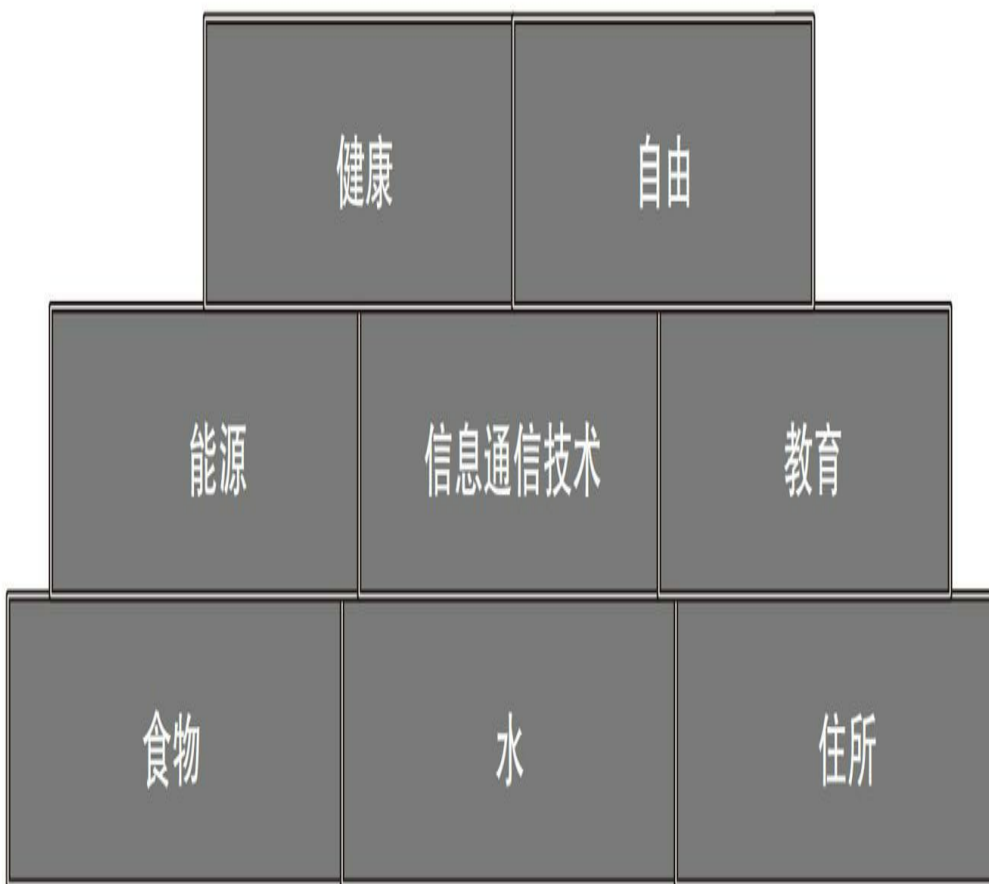 健康 自由
能源 信息通信技术 教育
食物 水 住所